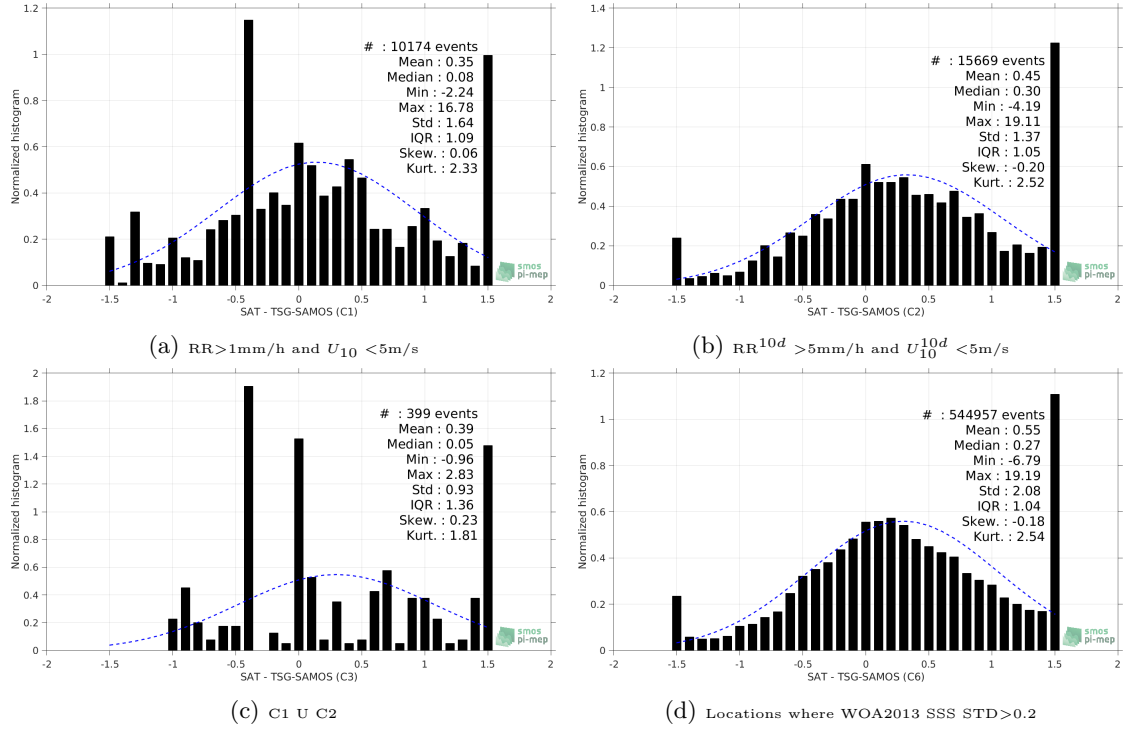 1.2
1
0.8
0.6
0.4
0.2
0
Normalized histogram
# : 10174 events
Mean : 0.35
Median : 0.08
Min : -2.24
Max : 16.78
Std : 1.64
IQR : 1.09
Skew. : 0.06
Kurt. : 2.33
smos
pi-mep
-2 -1.5 -1 -0.5 0 0.5 1 1.5 2
SAT - TSG-SAMOS (C1)
(a) RR>1mm/h and U10 <5m/s
1.4
1.2
1
0.8
0.6
0.4
0.2
0
Normalized histogram
# : 15669 events
Mean : 0.45
Median : 0.30
Min : -4.19
Max : 19.11
Std : 1.37
IQR : 1.05
Skew. : -0.20
Kurt. : 2.52
smos
pi-mep
-2 -1.5 -1 -0.5 0 0.5 1 1.5 2
SAT - TSG-SAMOS (C2)
(b) RR10d >5mm/h and U10 10d <5m/s
2
1.8
1.6
1.4
1.2
1
0.8
0.6
0.4
0.2
0
Normalized histogram
# : 399 events
Mean : 0.39
Median : 0.05
Min : -0.96
Max : 2.83
Std : 0.93
IQR : 1.36
Skew. : 0.23
Kurt. : 1.81
smos
pi-mep
-2 -1.5 -1 -0.5 0 0.5 1 1.5 2
SAT - TSG-SAMOS (C3)
(c) C1 U C2
1.2
1
0.8
0.6
0.4
0.2
0
Normalized histogram
# : 544957 events
Mean : 0.55
Median : 0.27
Min : -6.79
Max : 19.19
Std : 2.08
IQR : 1.04
Skew. : -0.18
Kurt. : 2.54
smos
pi-mep
-2 -1.5 -1 -0.5 0 0.5 1 1.5 2
SAT - TSG-SAMOS (C6)
(d) Locations where WOA2013 SSS STD>0.2